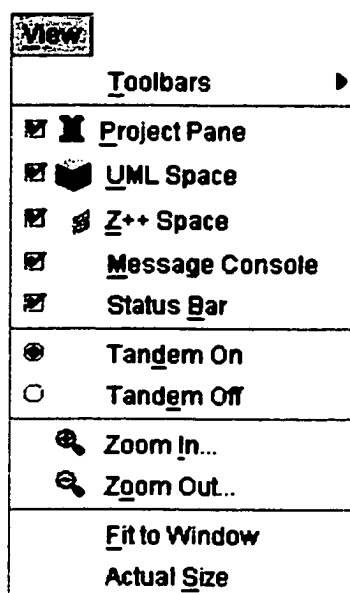 View
Toolbars
Project Pane
UML Space
Z++ Space
Message Console
Status Bar
Tandem On
Tandem Off
Zoom In...
Zoom Out...
Fit to Window
Actual Size